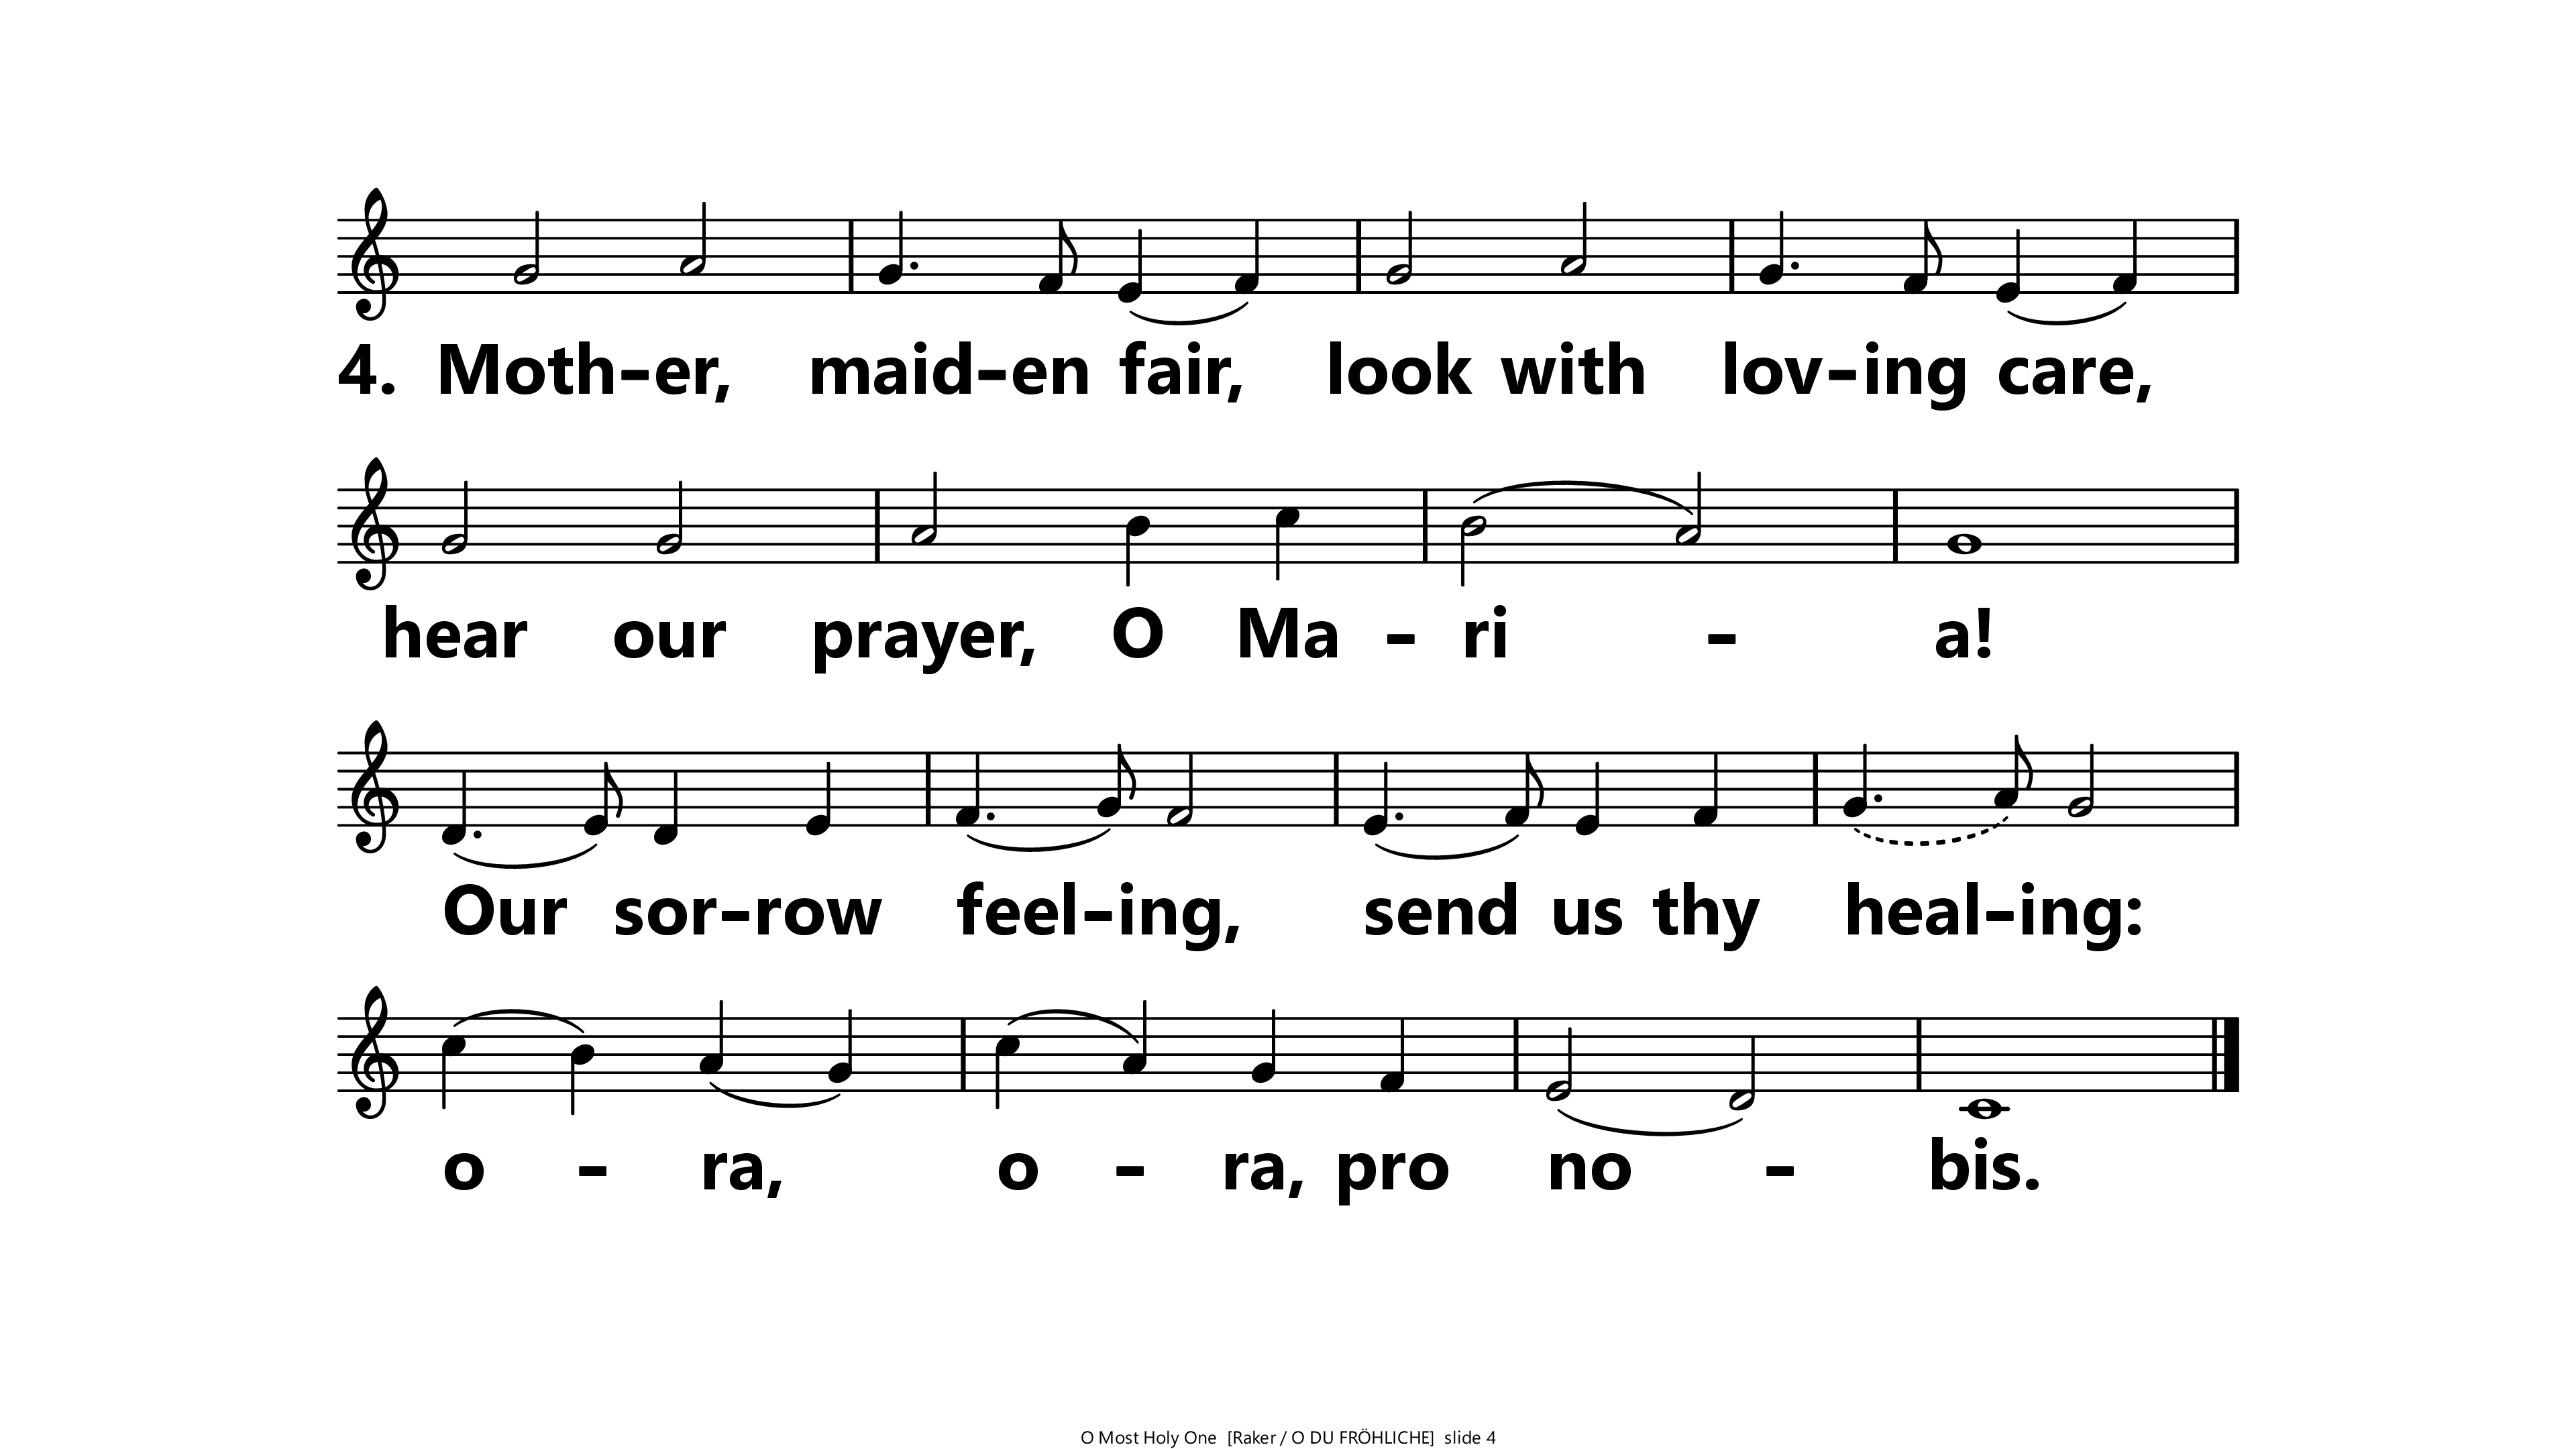 4. Moth-er, maid-en fair, look with lov-ing care,
hear our prayer, O Ma - ri - a!
Our sor-row feel-ing, send us thy heal-ing:
o - ra, o - ra, pro no - bis.
O Most Holy One [Raker / O DU FRÖHLICHE] slide 4